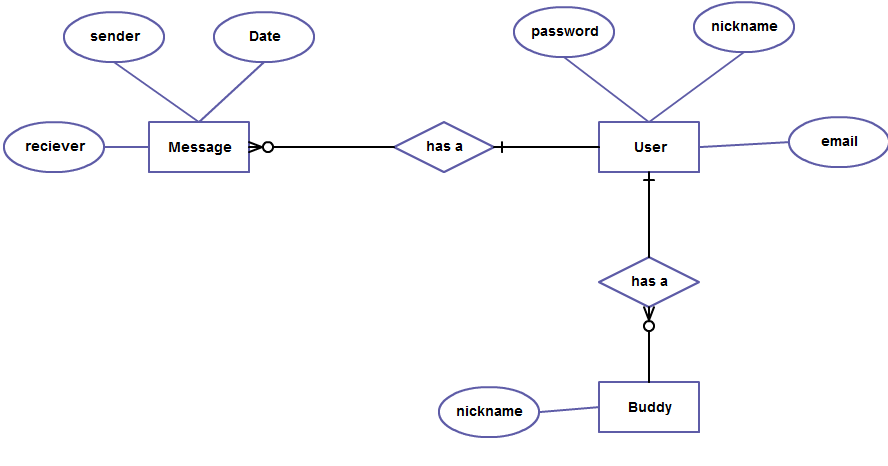 sender
Date
password
nickname
reciever
Message
has a
User
email
has a
nickname
Buddy